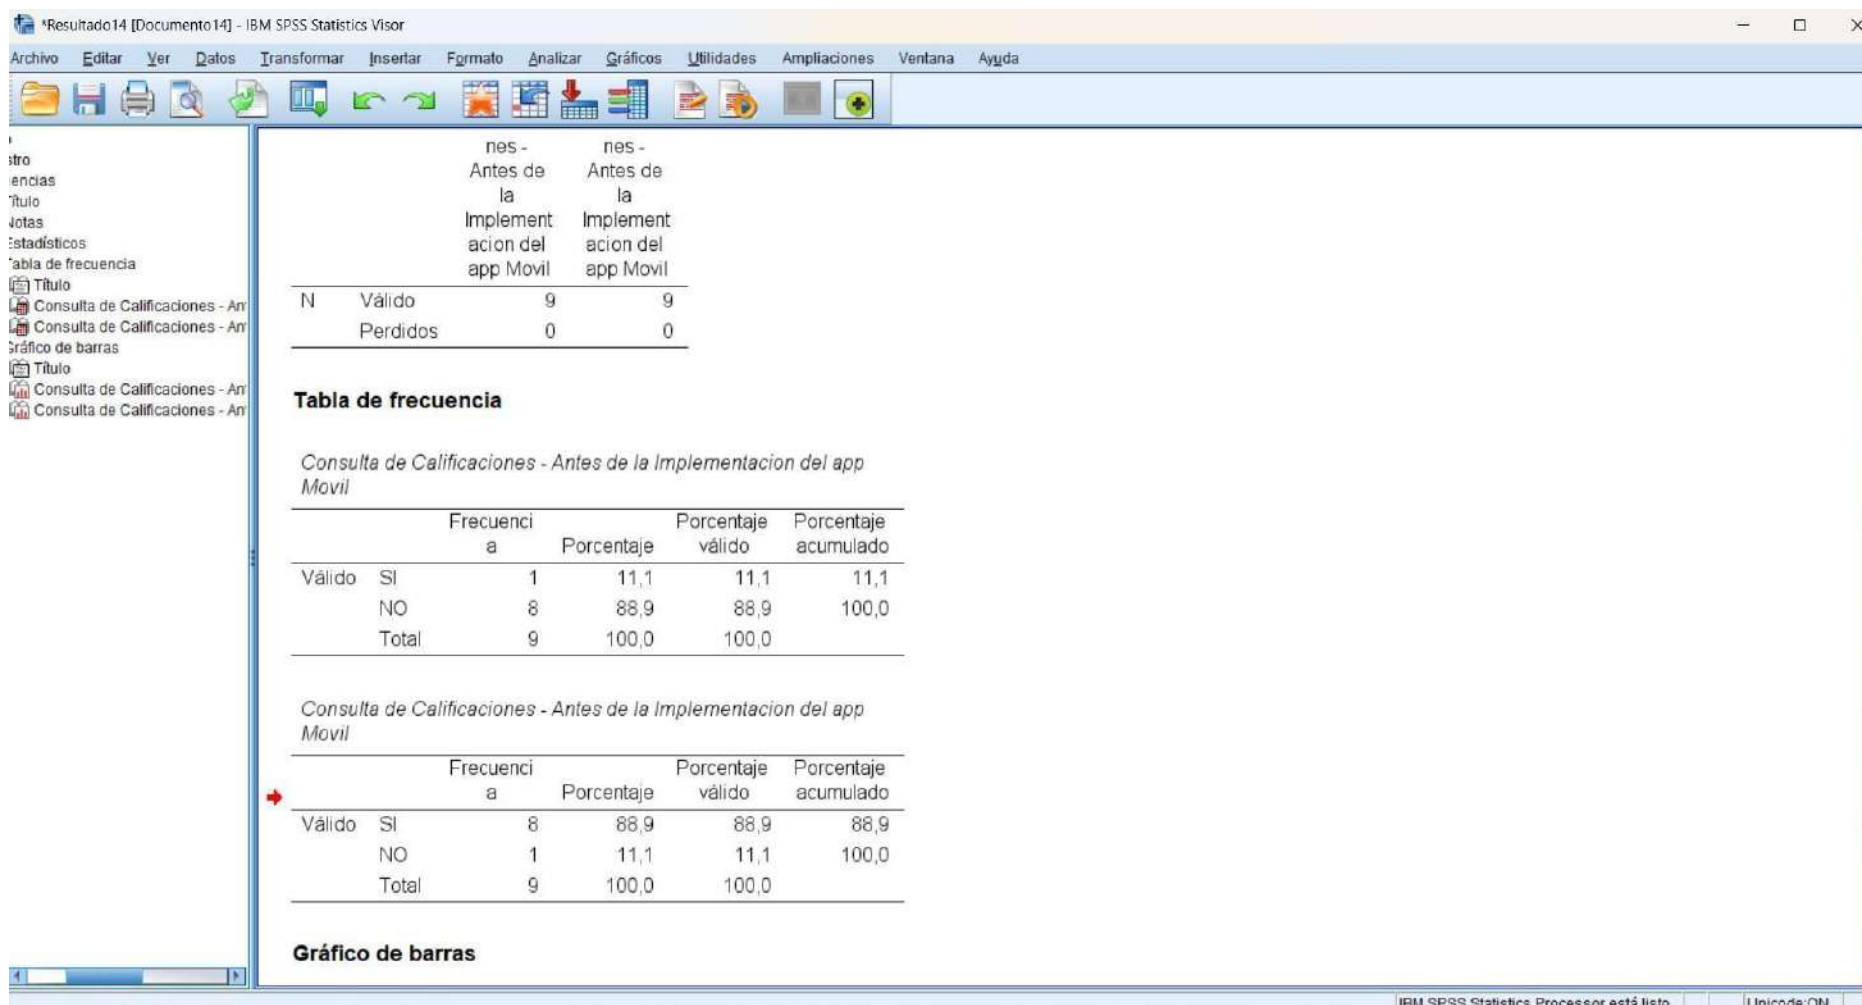 *Resultado14 [Documento14] - IBM SPSS Statistics Visor
Archivo Editar Ver Datos Transformar Insertar Formato Analizar Gráficos Utilidades Ampliaciones Ventana Ayuda
stro
encias
Título
Notas
Estadísticos
Tabla de frecuencia
Título
Consulta de Calificaciones - An
Consulta de Calificaciones - An
Gráfico de barras
Título
Consulta de Calificaciones - An
Consulta de Calificaciones - An
nes - nes -
Antes de Antes de
la la
Implement Implement
acion del acion del
app Movil app Movil
N Válido 9 9
Perdidos 0 0
Tabla de frecuencia
Consulta de Calificaciones - Antes de la Implementacion del app
Movil
Frecuenci Porcentaje Porcentaje
a Porcentaje válido acumulado
Válido SI 1 11,1 11,1 11,1
NO 8 88,9 88,9 100,0
Total 9 100,0 100,0
Consulta de Calificaciones - Antes de la Implementacion del app
Movil
Frecuenci Porcentaje Porcentaje
a Porcentaje válido acumulado
Válido SI 8 88,9 88,9 88,9
NO 1 11,1 11,1 100,0
Total 9 100,0 100,0
Gráfico de barras
IBM SPSS Statistics Processor está listo Unicode:ON